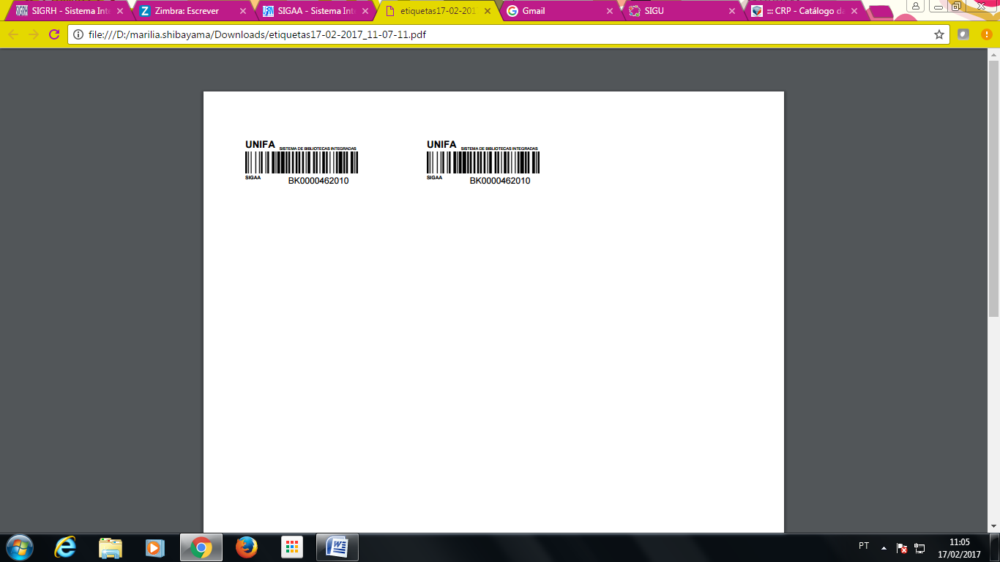 SIGRH - Sistema Inte
Zimbra: Escrever
SIGAA - Sistema Inte
etiquetas17-02-201
Gmail
SIGU
::: CRP - Catálogo da
file:///D:/marilia.shibayama/Downloads/etiquetas17-02-2017_11-07-11.pdf
UNIFA SISTEMA DE BIBLIOTECAS INTEGRADAS
SIGAA BK0000462010
UNIFA SISTEMA DE BIBLIOTECAS INTEGRADAS
SIGAA BK0000462010
PT
11:05
17/02/2017